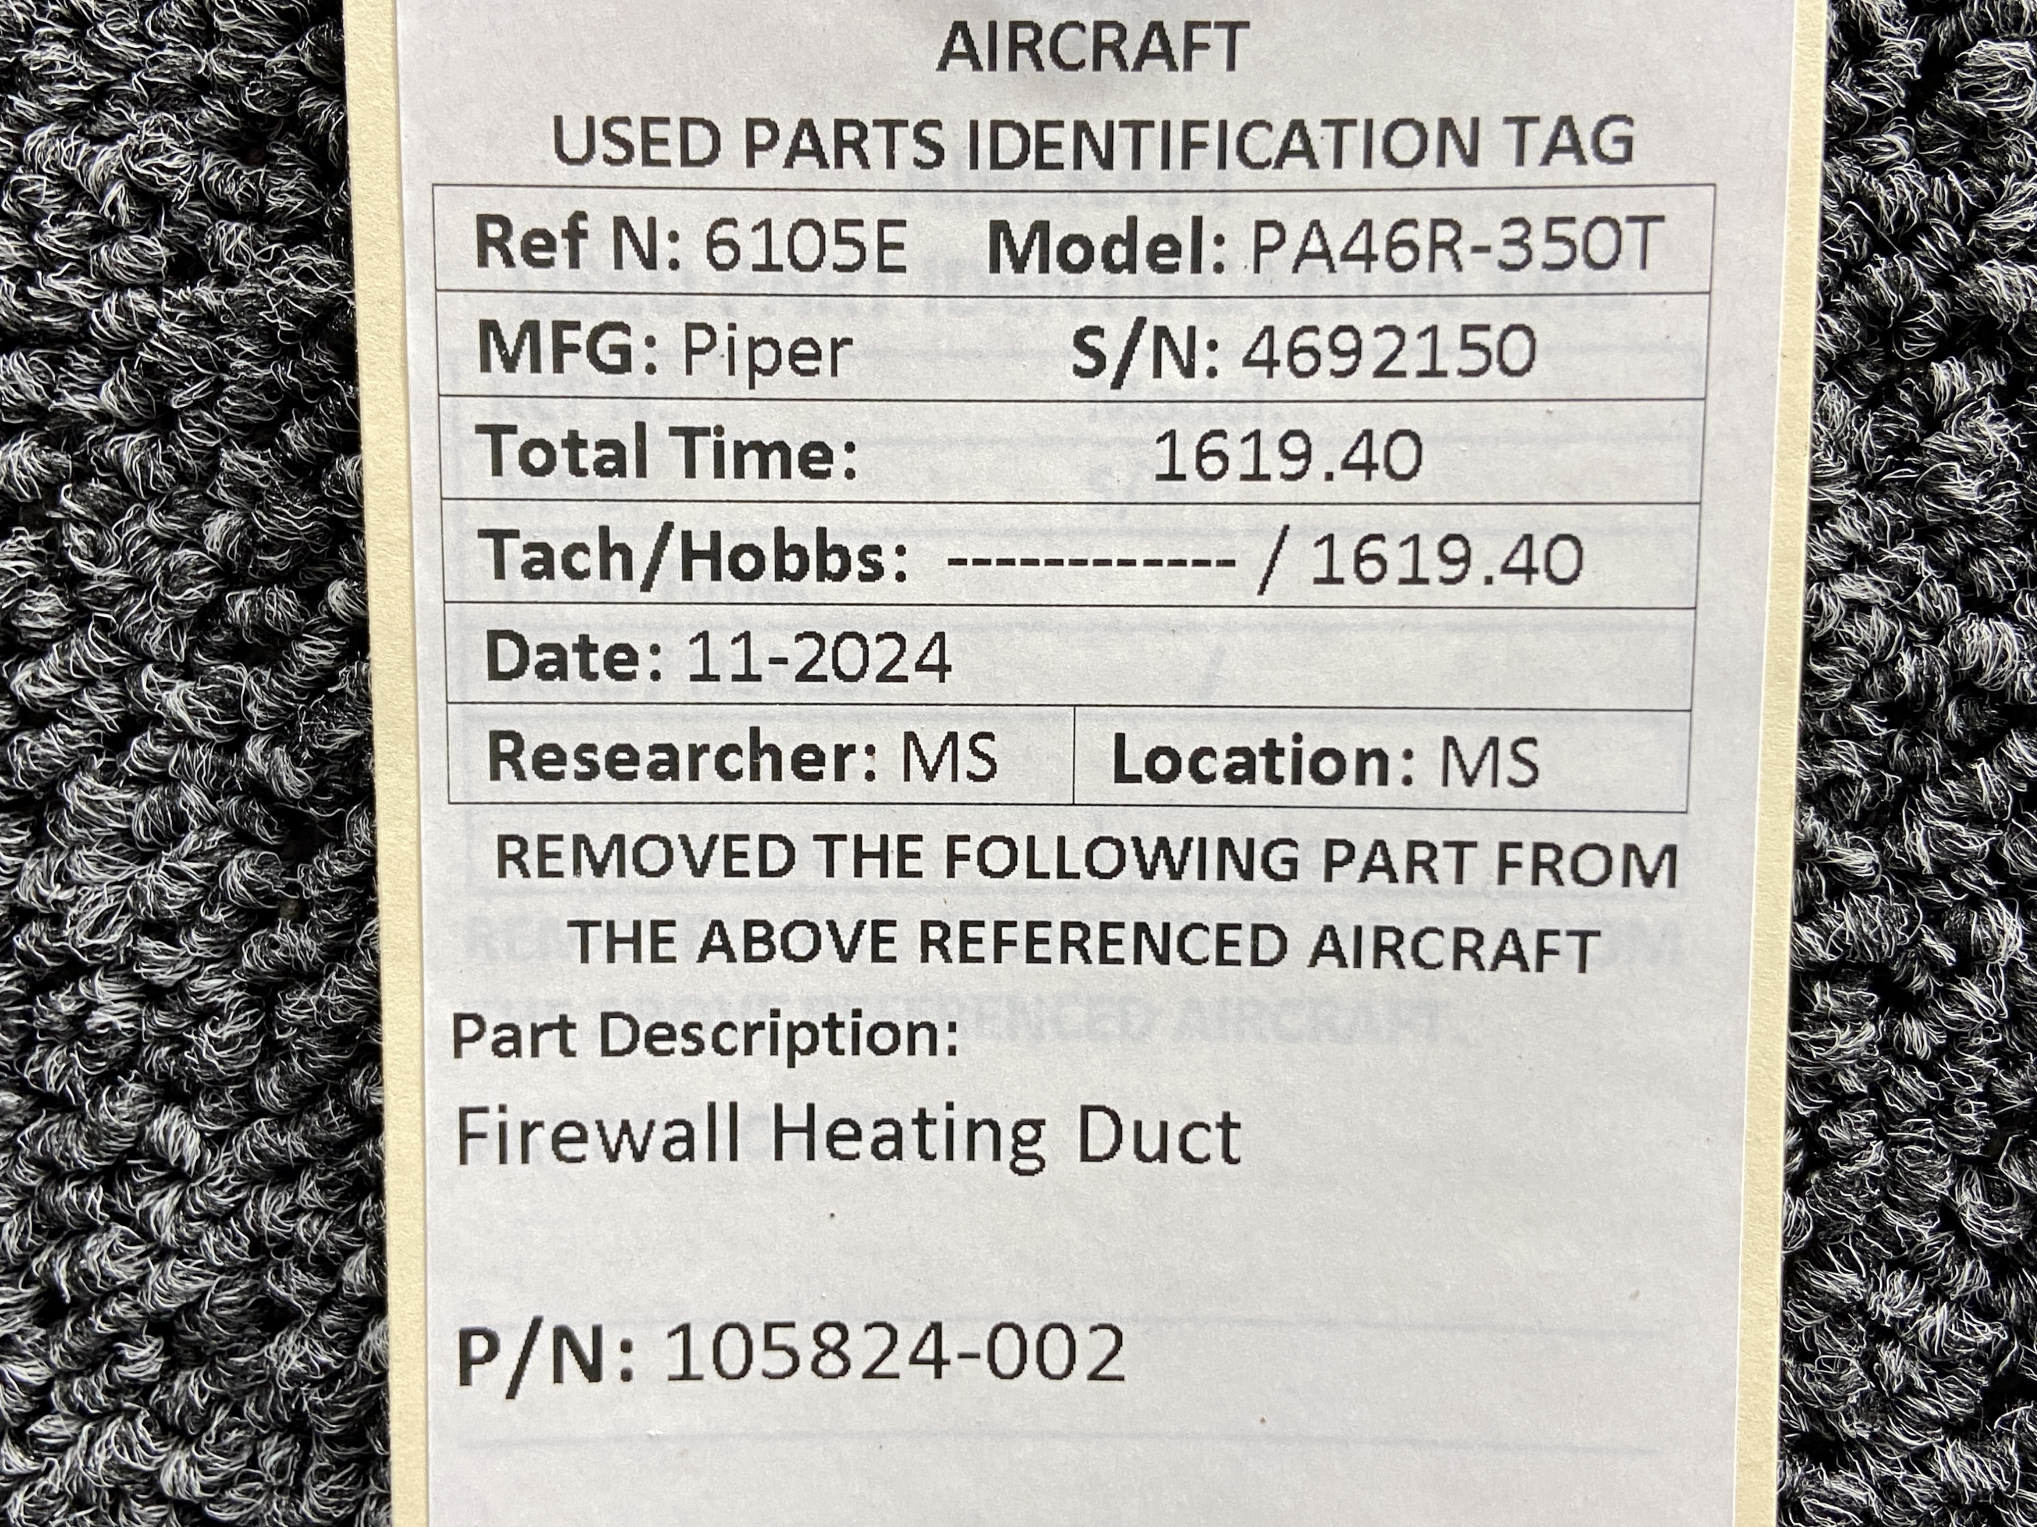 AIRCRAFT
USED PARTS IDENTIFICATION TAG
Ref N: 6105E Model: PA46R-350T
MFG: Piper S/N: 4692150
Total Time: 1619.40
Tach/Hobbs: ------------ / 1619.40
Date: 11-2024
Researcher: MS Location: MS
REMOVED THE FOLLOWING PART FROM
THE ABOVE REFERENCED AIRCRAFT
Part Description:
Firewall Heating Duct
P/N: 105824-002